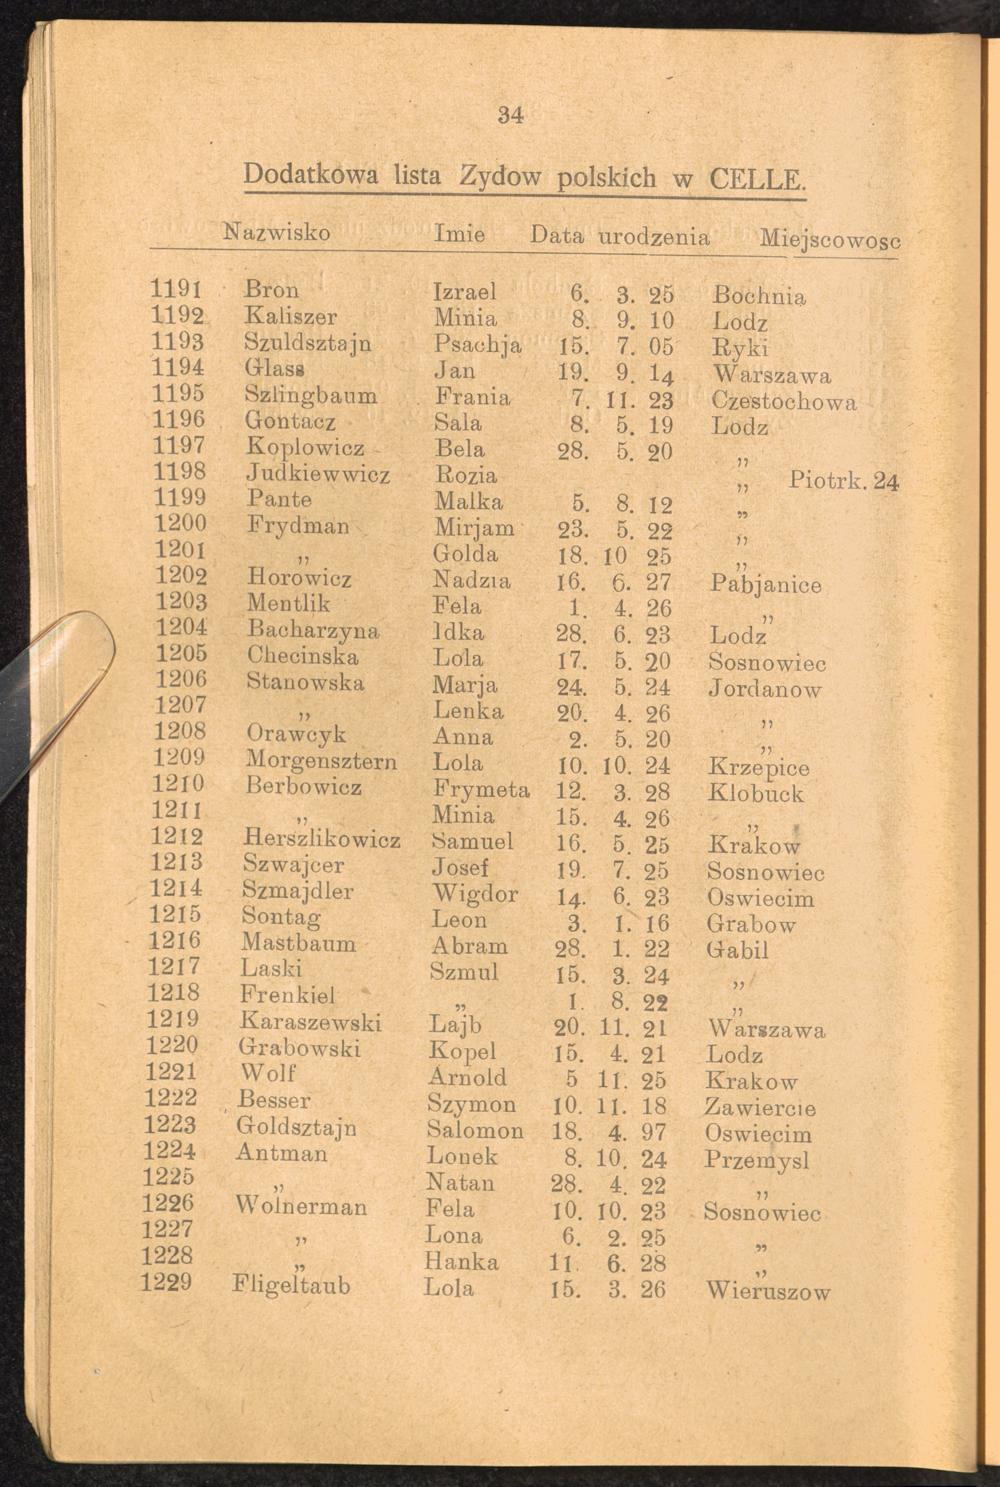 34
Dodatkowa lista Zydow polskich w CELLE.
Nazwisko Imie Data urodzenia Miejscowosc
1191 Bron Izrael 6. 3. 25 Bochnia
1192 Kaliszer Minia 8. 9. 10 Lodz
1193 Szuldsztajn Psachja 15. 7. 05 Ryki
1194 Glass Jan 19. 9. 14 Warszawa
1195 Szlingbaum Frania 7. 11. 23 Czestochowa
1196 Gontacz Sala 8. 5. 19 Lodz
1197 Koplowicz Bela 28. 5. 20 „
1198 Judkiewwicz Rozia „ Piotrk. 24
1199 Pante Malka 5. 8. 12 „
1200 Frydman Mirjam 23. 5. 22 „
1201 „ Golda 18. 10 25 „
1202 Horowicz Nadzia 16. 6. 27 Pabjanice
1203 Mentlik Fela 1. 4. 26 „
1204 Bacharzyna Idka 28. 6. 23 Lodz
1205 Checinska Lola 17. 5. 20 Sosnowiec
1206 Stanowska Marja 24. 5. 24 Jordanow
1207 „ Lenka 20. 4. 26 „
1208 Orawcyk Anna 2. 5. 20 „
1209 Morgensztern Lola 10. 10. 24 Krzepice
1210 Berbowicz Frymeta 12. 3. 28 Klobuck
1211 „ Minia 15. 4. 26 „
1212 Herszlikowicz Samuel 16. 5. 25 Krakow
1213 Szwajcer Josef 19. 7. 25 Sosnowiec
1214 Szmajdler Wigdor 14. 6. 23 Oswiecim
1215 Sontag Leon 3. 1. 16 Grabow
1216 Mastbaum Abram 28. 1. 22 Gabil
1217 Laski Szmul 15. 3. 24 „
1218 Frenkiel „ 1. 8. 22 „
1219 Karaszewski Lajb 20. 11. 21 Warszawa
1220 Grabowski Kopel 15. 4. 21 Lodz
1221 Wolf Arnold 5 11. 25 Krakow
1222 Besser Szymon 10. 11. 18 Zawiercie
1223 Goldsztajn Salomon 18. 4. 97 Oswiecim
1224 Antman Lonek 8. 10. 24 Przemysl
1225 „ Natan 28. 4. 22 „
1226 Wolnerman Fela 10. 10. 23 Sosnowiec
1227 „ Lona 6. 2. 25 „
1228 „ Hanka 11. 6. 28 „
1229 Fligeltaub Lola 15. 3. 26 Wieruszow